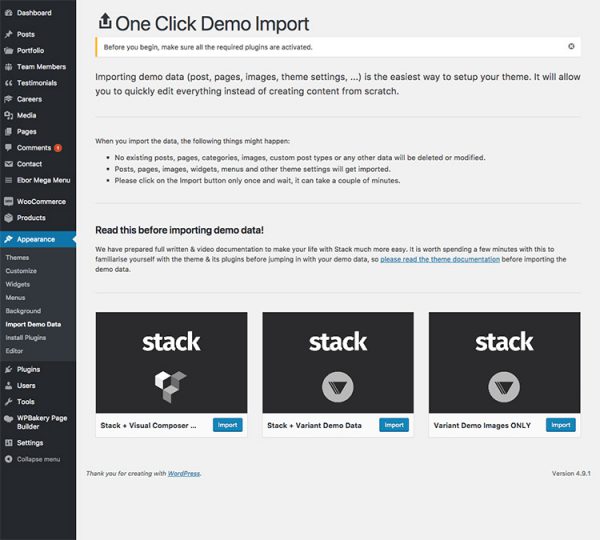 Dashboard
Posts
Portfolio
Team Members
Testimonials
Careers
Media
Pages
Comments 1
Contact
Ebor Mega Menu
WooCommerce
Products
Appearance
Themes
Customize
Widgets
Menus
Background
Import Demo Data
Install Plugins
Editor
Plugins
Users
Tools
WPBakery Page
Builder
Settings
Collapse menu
One Click Demo Import
Before you begin, make sure all the required plugins are activated.
Importing demo data (post, pages, images, theme settings, ...) is the easiest way to setup your theme. It will allow
you to quickly edit everything instead of creating content from scratch.
When you import the data, the following things might happen:
• No existing posts, pages, categories, images, custom post types or any other data will be deleted or modified.
• Posts, pages, images, widgets, menus and other theme settings will get imported.
• Please click on the Import button only once and wait, it can take a couple of minutes.
Read this before importing demo data!
We have prepared full written & video documentation to make your life with Stack much more easy. It is worth spending a few minutes with this to
familiarise yourself with the theme & its plugins before jumping in with your demo data, so please read the theme documentation before importing the
demo data.
stack
Stack + Visual Composer ... Import
stack
Stack + Variant Demo Data Import
stack
Variant Demo Images ONLY Import
Thank you for creating with WordPress.
Version 4.9.1